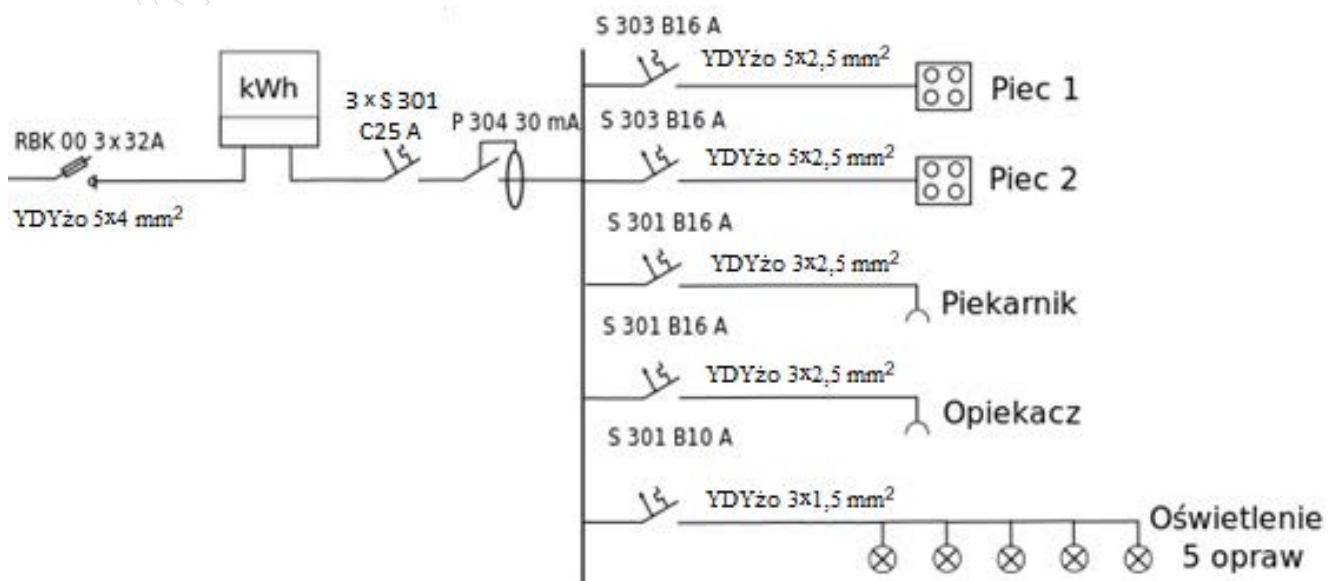 S 303 B16 A
YDYżo 5x2,5 mm²
Piec 1
kWh
3 x S 301
C25 A
P 304 30 mA
RBK 00 3 x 32A
YDYżo 5x4 mm²
S 303 B16 A
YDYżo 5x2,5 mm²
Piec 2
S 301 B16 A
YDYżo 3x2,5 mm²
Piekarnik
S 301 B16 A
YDYżo 3x2,5 mm²
Opiekacz
S 301 B10 A
YDYżo 3x1,5 mm²
Oświetlenie
5 opraw